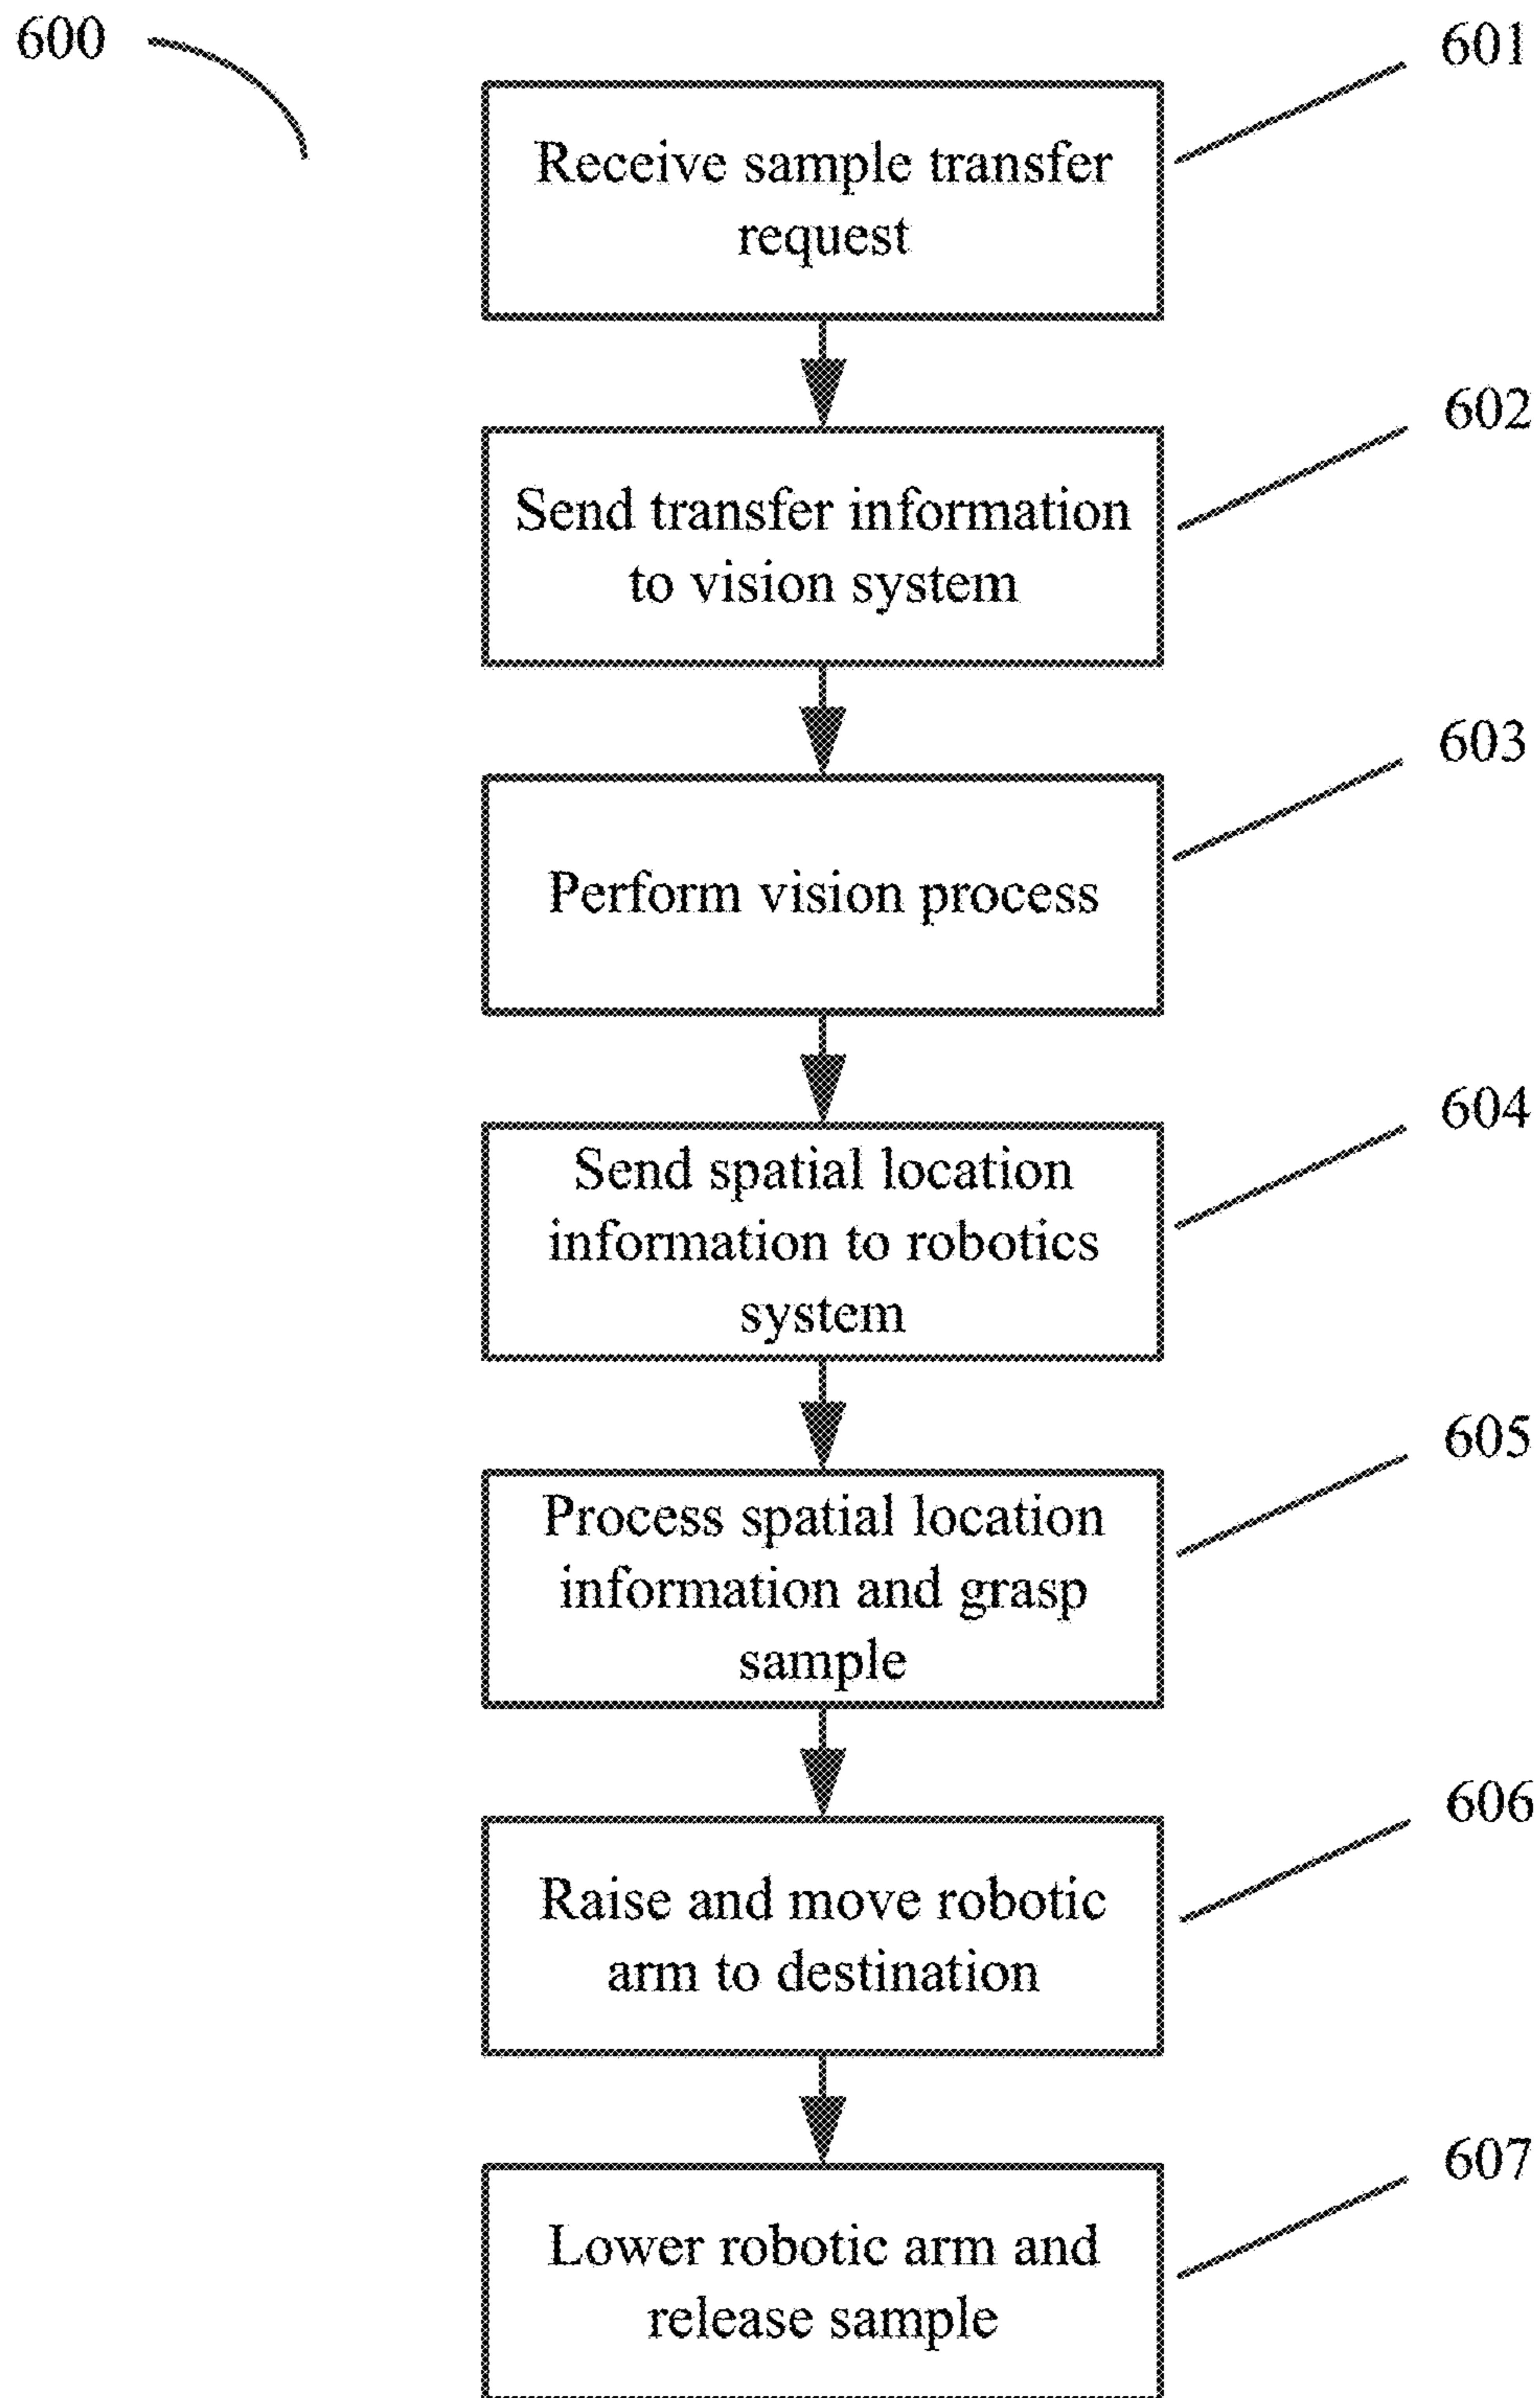 600
601
Receive sample transfer
request
602
Send transfer information
to vision system
603
Perform vision process
604
Send spatial location
information to robotics
system
605
Process spatial location
information and grasp
sample
606
Raise and move robotic
arm to destination
607
Lower robotic arm and
release sample